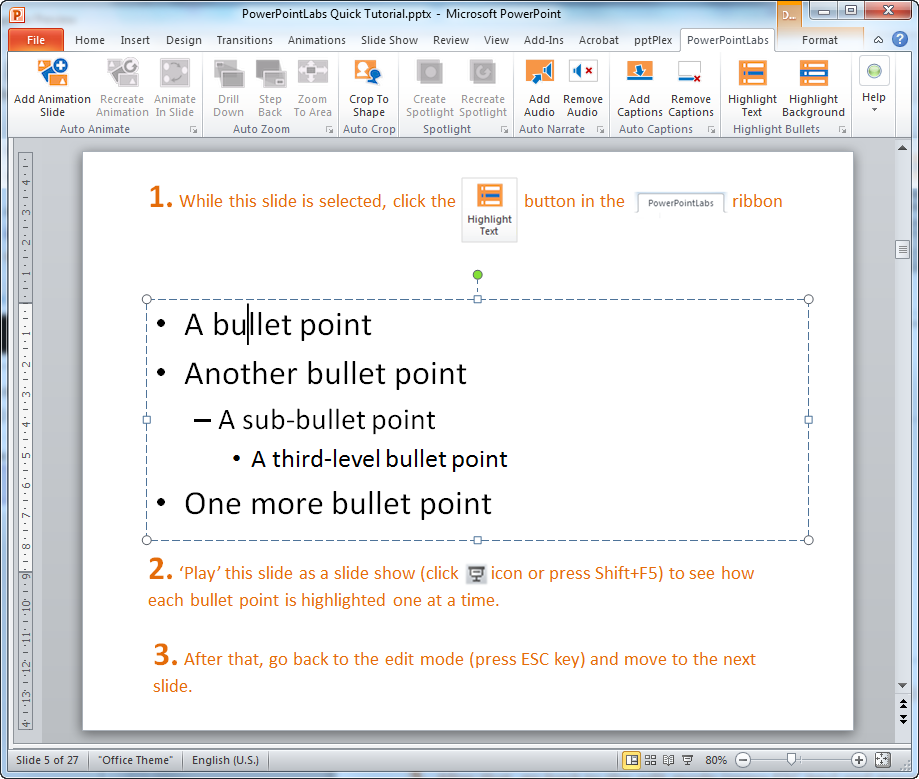 PowerPointLabs Quick Tutorial.pptx - Microsoft PowerPoint
D...
File Home Insert Design Transitions Animations Slide Show Review View Add-Ins Acrobat pptPlex PowerPointLabs Format
Add Animation Slide
Recreate Animation
Animate In Slide
Auto Animate
Drill Down
Step Back
Zoom To Area
Auto Zoom
Crop To Shape
Auto Crop
Create Spotlight
Recreate Spotlight
Spotlight
Add Audio
Remove Audio
Auto Narrate
Add Captions
Remove Captions
Auto Captions
Highlight Text
Highlight Background
Highlight Bullets
Help
1. While this slide is selected, click the Highlight Text button in the PowerPointLabs ribbon
• A bullet point
• Another bullet point
– A sub-bullet point
• A third-level bullet point
• One more bullet point
2. ‘Play’ this slide as a slide show (click icon or press Shift+F5) to see how
each bullet point is highlighted one at a time.
3. After that, go back to the edit mode (press ESC key) and move to the next
slide.
Slide 5 of 27 "Office Theme" English (U.S.) 80%